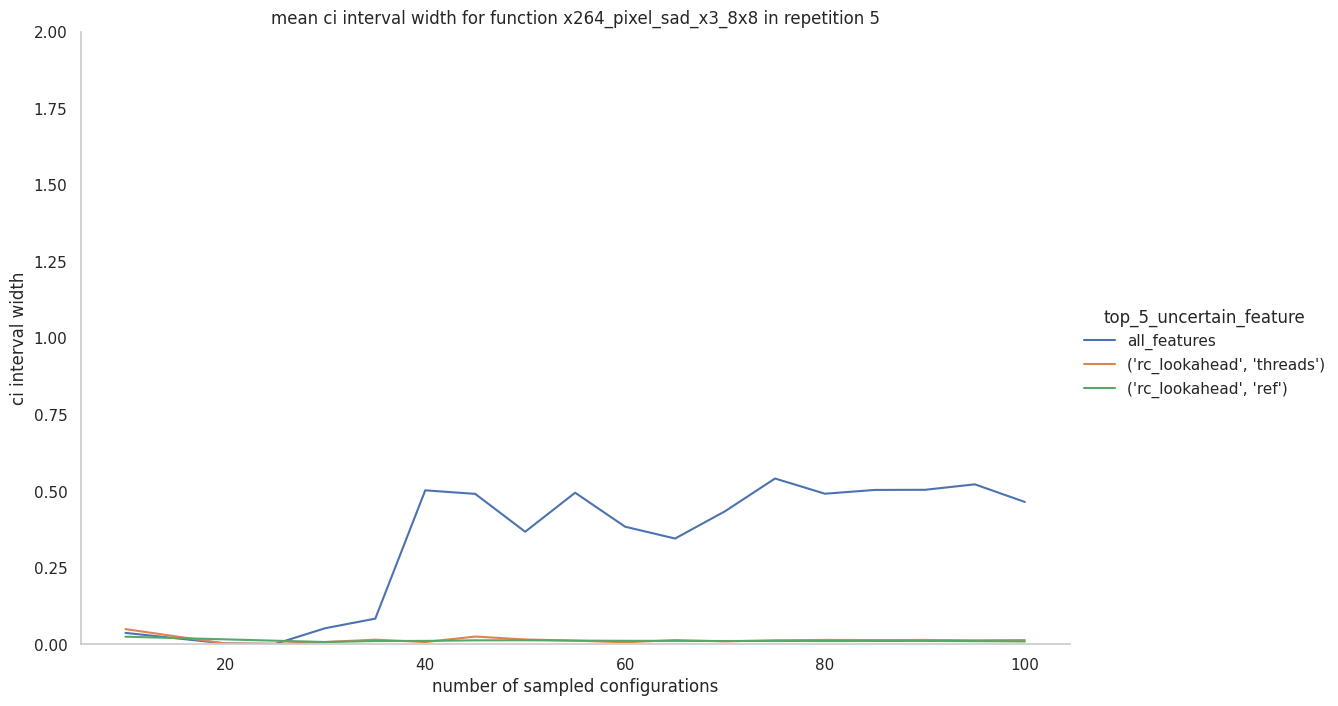 mean ci interval width for function x264_pixel_sad_x3_8x8 in repetition 5
2.00
1.75
1.50
1.25
1.00
0.75
0.50
0.25
0.00
ci interval width
20
40
60
80
100
number of sampled configurations
top_5_uncertain_feature
all_features
('rc_lookahead', 'threads')
('rc_lookahead', 'ref')